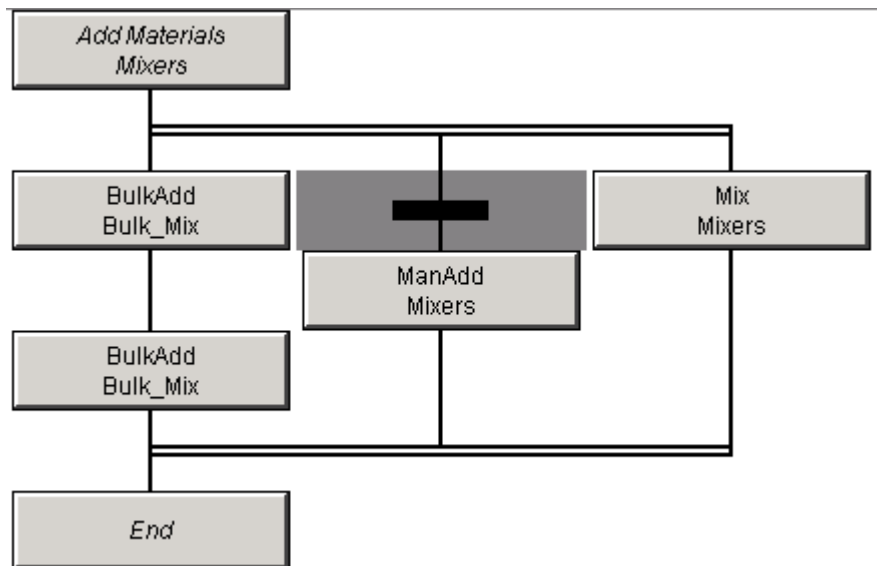 Add Materials
Mixers
BulkAdd
Bulk_Mix
Mix
Mixers
ManAdd
Mixers
BulkAdd
Bulk_Mix
End